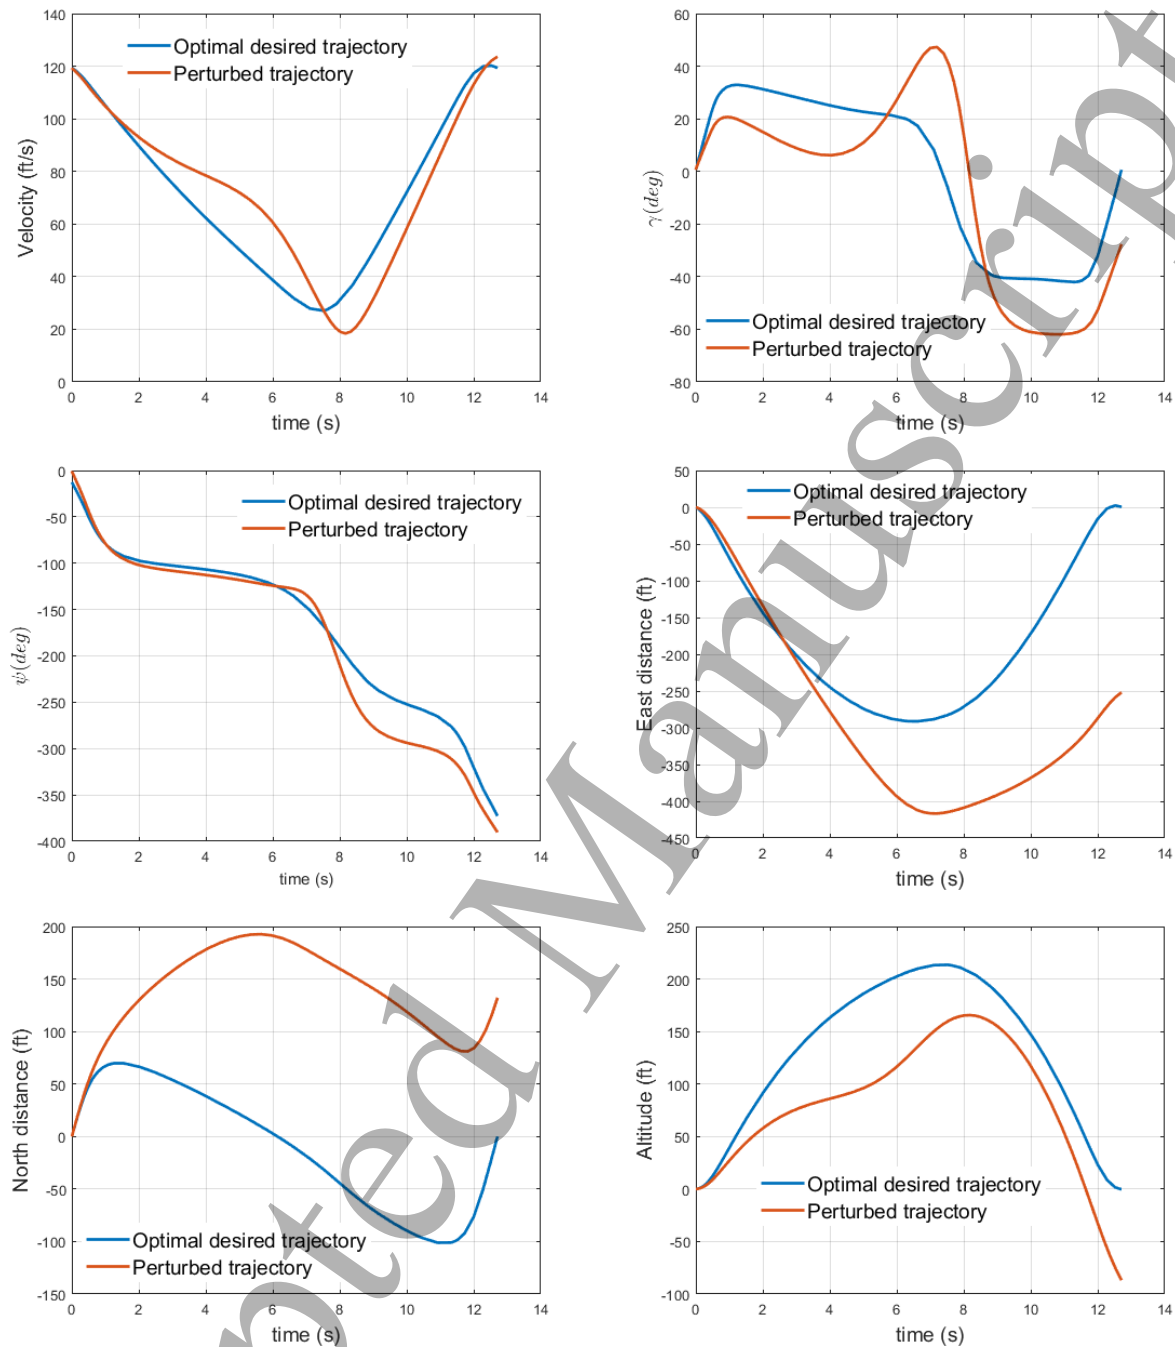 140
120
100
80
60
40
20
0
0 2 4 6 8 10 12 14
Velocity (ft/s)
time (s)
Optimal desired trajectory
Perturbed trajectory
60
40
20
0
-20
-40
-60
-80
0 2 4 6 8 10 12 14
γ(deg)
time (s)
Optimal desired trajectory
Perturbed trajectory
0
-50
-100
-150
-200
-250
-300
-350
-400
0 2 4 6 8 10 12 14
ψ(deg)
time (s)
Optimal desired trajectory
Perturbed trajectory
50
0
-50
-100
-150
-200
-250
-300
-350
-400
-450
0 2 4 6 8 10 12 14
East distance (ft)
time (s)
Optimal desired trajectory
Perturbed trajectory
200
150
100
50
0
-50
-100
-150
0 2 4 6 8 10 12 14
North distance (ft)
time (s)
Optimal desired trajectory
Perturbed trajectory
250
200
150
100
50
0
-50
-100
0 2 4 6 8 10 12 14
Altitude (ft)
time (s)
Optimal desired trajectory
Perturbed trajectory
pted Manuscript